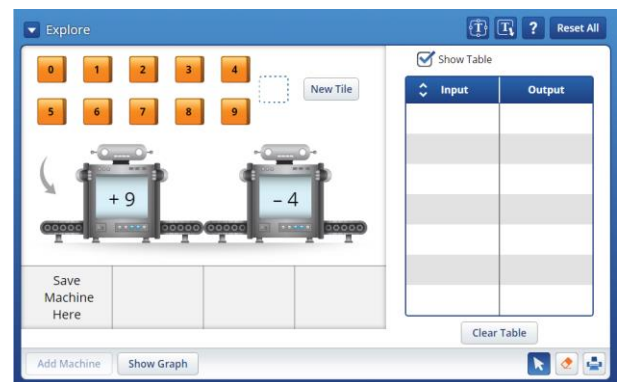 Explore
? Reset All
0 1 2 3 4
5 6 7 8 9
New Tile
+ 9
– 4
Save
Machine
Here
Show Table
Input Output
Clear Table
Add Machine Show Graph